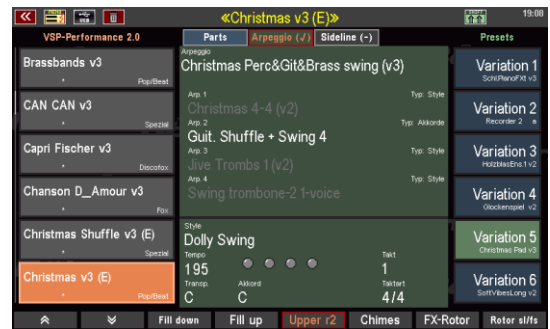 «Christmas v3 (E)»
19:08
VSP-Performance 2.0
Parts
Arpeggio (√)
Sideline (–)
Presets
Brassbands v3
Pop/Beat
CAN CAN v3
Spezial
Capri Fischer v3
Discofox
Chanson D_Amour v3
Fox
Christmas Shuffle v3 (E)
Spezial
Christmas v3 (E)
Pop/Beat
Arpeggio
Christmas Perc&Git&Brass swing (v3)
Arp. 1
Typ: Style
Christmas 4-4 (v2)
Arp. 2
Typ: Akkorde
Guit. Shuffle + Swing 4
Arp. 3
Typ: Style
Jive Trombs 1 (v2)
Arp. 4
Typ: Style
Swing trombone-2 1-voice
Style
Dolly Swing
Tempo
Takt
195
1
Transp.
Akkord
Taktart
C
C
4/4
Variation 1
SchlPianoFXt v3
Variation 2
Recorder 2 m
Variation 3
HolzblasEns.1 v2
Variation 4
Glockenspiel v2
Variation 5
Christmas Pad v3
Variation 6
SoftVibesLong v2
Fill down
Fill up
Upper r2
Chimes
FX-Rotor
Rotor sl/fs